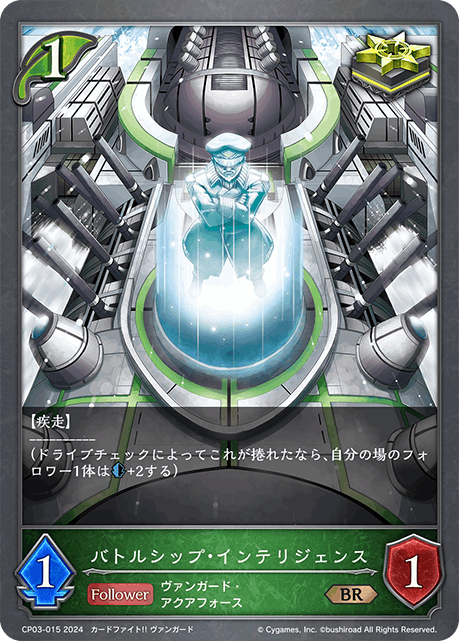 1
【疾走】
----------
(ドライブチェックによってこれが捲れたなら、自分の場のフォ
ロワー1体は+2する)
バトルシップ・インテリジェンス
1
Follower
ヴァンガード・
アクアフォース
BR
1
CP03-015 2024 カードファイト!! ヴァンガード
© Cygames, Inc. ©bushiroad All Rights Reserved.